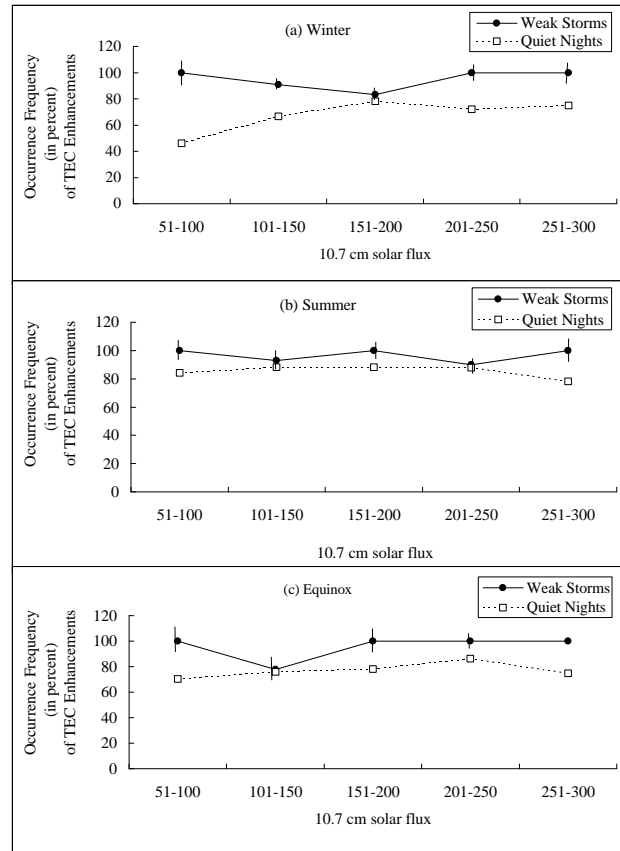 (a) Winter
Weak Storms
Quiet Nights
Occurrence Frequency
(in percent)
of TEC Enhancements
120
100
80
60
40
20
0
51-100 101-150 151-200 201-250 251-300
10.7 cm solar flux
(b) Summer
Weak Storms
Quiet Nights
Occurrence Frequency
(in percent)
of TEC Enhancements
120
100
80
60
40
20
0
51-100 101-150 151-200 201-250 251-300
10.7 cm solar flux
(c) Equinox
Weak Storms
Quiet Nights
Occurrence Frequency
(in percent)
of TEC Enhancements
120
100
80
60
40
20
0
51-100 101-150 151-200 201-250 251-300
10.7 cm solar flux